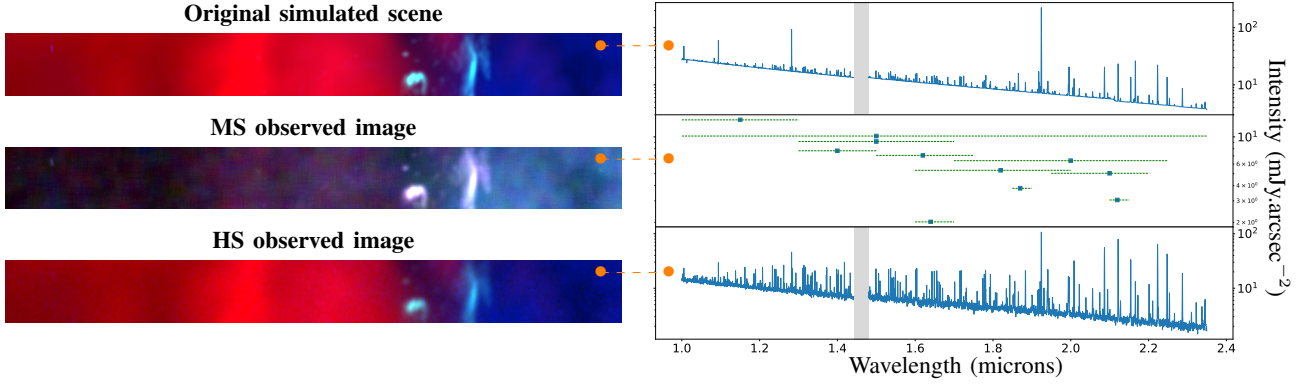 Original simulated scene
MS observed image
HS observed image
10²
10¹
10¹
6 × 10⁰
4 × 10⁰
3 × 10⁰
2 × 10⁰
10²
10¹
Intensity (mJy.arcsec⁻²)
1.0 1.2 1.4 1.6 1.8 2.0 2.2 2.4
Wavelength (microns)